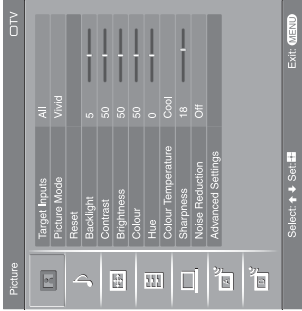 Picture TV
Target Inputs All
Picture Mode Vivid
Reset
Backlight 5
Contrast 50
Brightness 50
Colour 50
Hue 0
Colour Temperature Cool
Sharpness 18
Noise Reduction Off
Advanced Settings
Select: Set: Exit: MENU